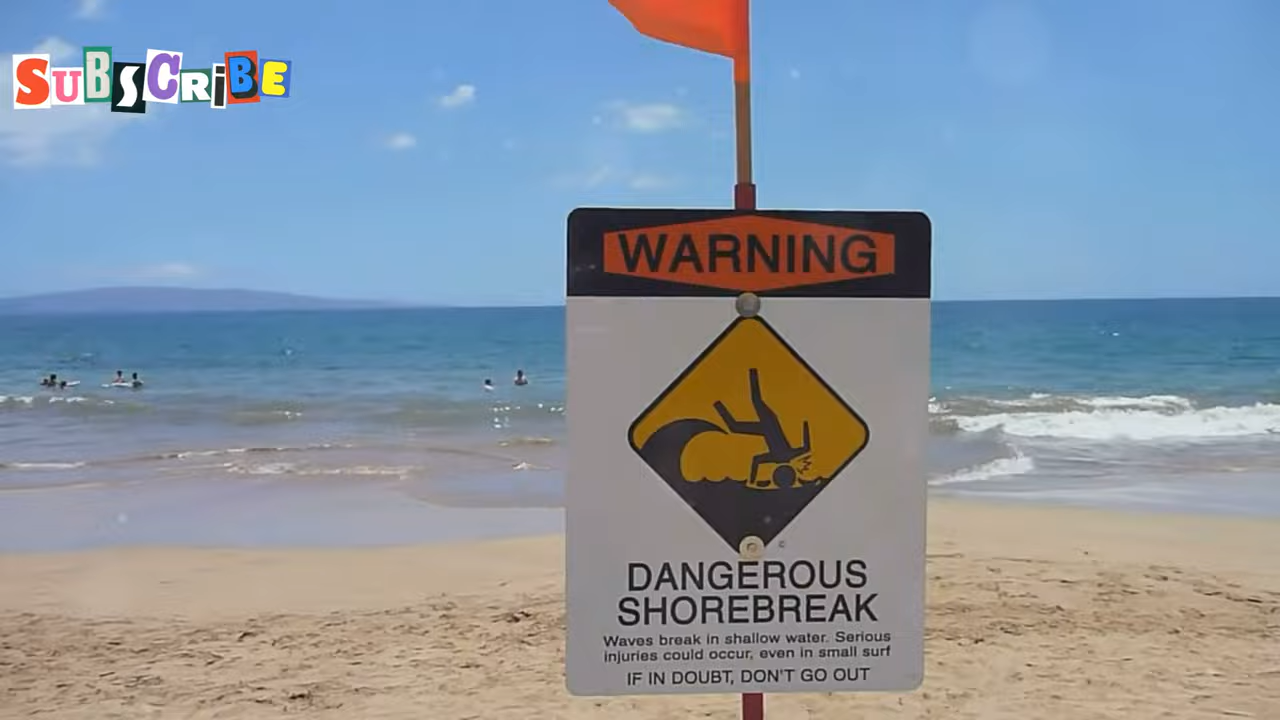 SUBSCRiBE
WARNING
DANGEROUS
SHOREBREAK
Waves break in shallow water. Serious
injuries could occur, even in small surf
IF IN DOUBT, DON'T GO OUT